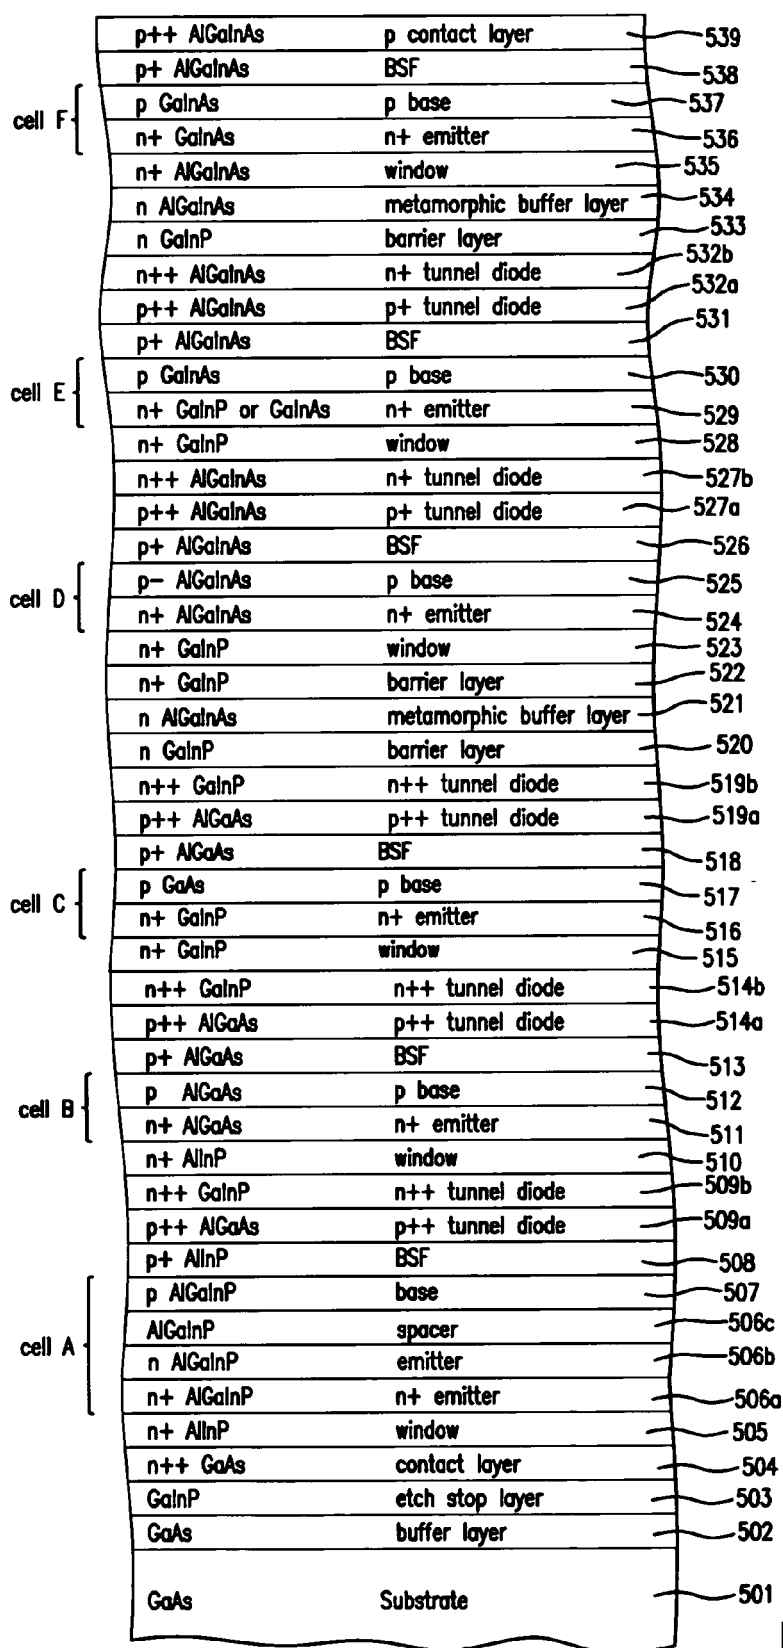 p++ AlGaInAs p contact layer 539
p+ AlGaInAs BSF 538
cell F p GaInAs p base 537
n+ GaInAs n+ emitter 536
n+ AlGaInAs window 535
n AlGaInAs metamorphic buffer layer 534
n GaInP barrier layer 533
n++ AlGaInAs n+ tunnel diode 532b
p++ AlGaInAs p+ tunnel diode 532a
p+ AlGaInAs BSF 531
cell E p GaInAs p base 530
n+ GaInP or GaInAs n+ emitter 529
n+ GaInP window 528
n++ AlGaInAs n+ tunnel diode 527b
p++ AlGaInAs p+ tunnel diode 527a
p+ AlGaInAs BSF 526
cell D p- AlGaInAs p base 525
n+ AlGaInAs n+ emitter 524
n+ GaInP window 523
n+ GaInP barrier layer 522
n AlGaInAs metamorphic buffer layer 521
n GaInP barrier layer 520
n++ GaInP n++ tunnel diode 519b
p++ AlGaAs p++ tunnel diode 519a
p+ AlGaAs BSF 518
cell C p GaAs p base 517
n+ GaInP n+ emitter 516
n+ GaInP window 515
n++ GaInP n++ tunnel diode 514b
p++ AlGaAs p++ tunnel diode 514a
p+ AlGaAs BSF 513
cell B p AlGaAs p base 512
n+ AlGaAs n+ emitter 511
n+ AlInP window 510
n++ GaInP n++ tunnel diode 509b
p++ AlGaAs p++ tunnel diode 509a
p+ AlInP BSF 508
p AlGaInP base 507
cell A AlGaInP spacer 506c
n AlGaInP emitter 506b
n+ AlGaInP n+ emitter 506a
n+ AlInP window 505
n++ GaAs contact layer 504
GaInP etch stop layer 503
GaAs buffer layer 502
GaAs Substrate 501